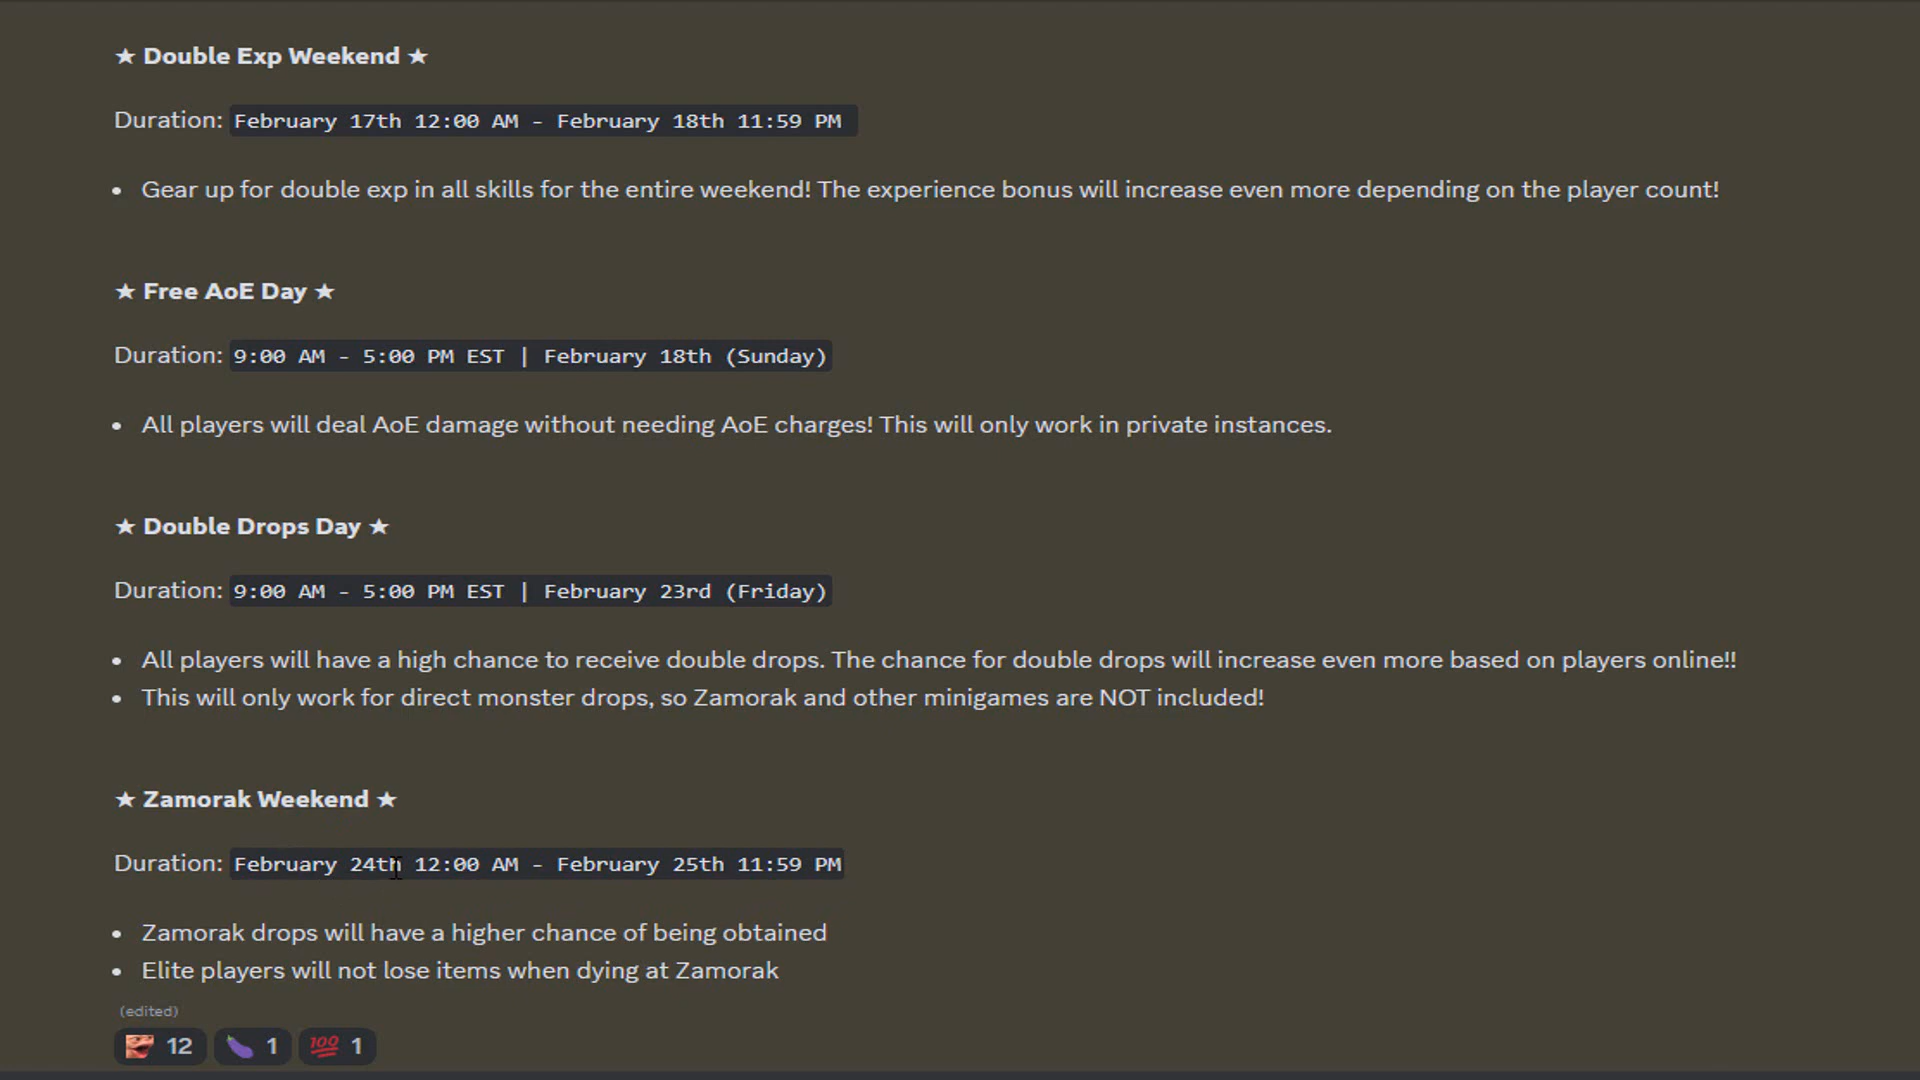 ★ Double Exp Weekend ★
Duration: February 17th 12:00 AM - February 18th 11:59 PM
• Gear up for double exp in all skills for the entire weekend! The experience bonus will increase even more depending on the player count!
★ Free AoE Day ★
Duration: 9:00 AM - 5:00 PM EST | February 18th (Sunday)
• All players will deal AoE damage without needing AoE charges! This will only work in private instances.
★ Double Drops Day ★
Duration: 9:00 AM - 5:00 PM EST | February 23rd (Friday)
• All players will have a high chance to receive double drops. The chance for double drops will increase even more based on players online!!
• This will only work for direct monster drops, so Zamorak and other minigames are NOT included!
★ Zamorak Weekend ★
Duration: February 24th 12:00 AM - February 25th 11:59 PM
• Zamorak drops will have a higher chance of being obtained
• Elite players will not lose items when dying at Zamorak
(edited)
12 1 100 1